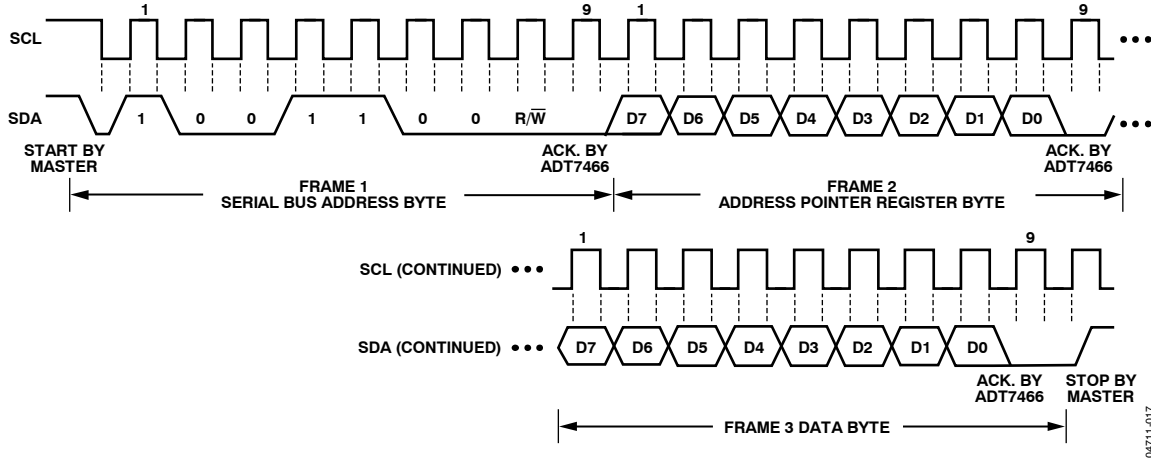 1 9 1 9
SCL
SDA 1 0 0 1 1 0 0 R/W̅ D7 D6 D5 D4 D3 D2 D1 D0
START BY
MASTER
ACK. BY
ADT7466
ACK. BY
ADT7466
FRAME 1
SERIAL BUS ADDRESS BYTE
FRAME 2
ADDRESS POINTER REGISTER BYTE
1 9
SCL (CONTINUED)
SDA (CONTINUED) D7 D6 D5 D4 D3 D2 D1 D0
ACK. BY
ADT7466
STOP BY
MASTER
FRAME 3 DATA BYTE
04711-017